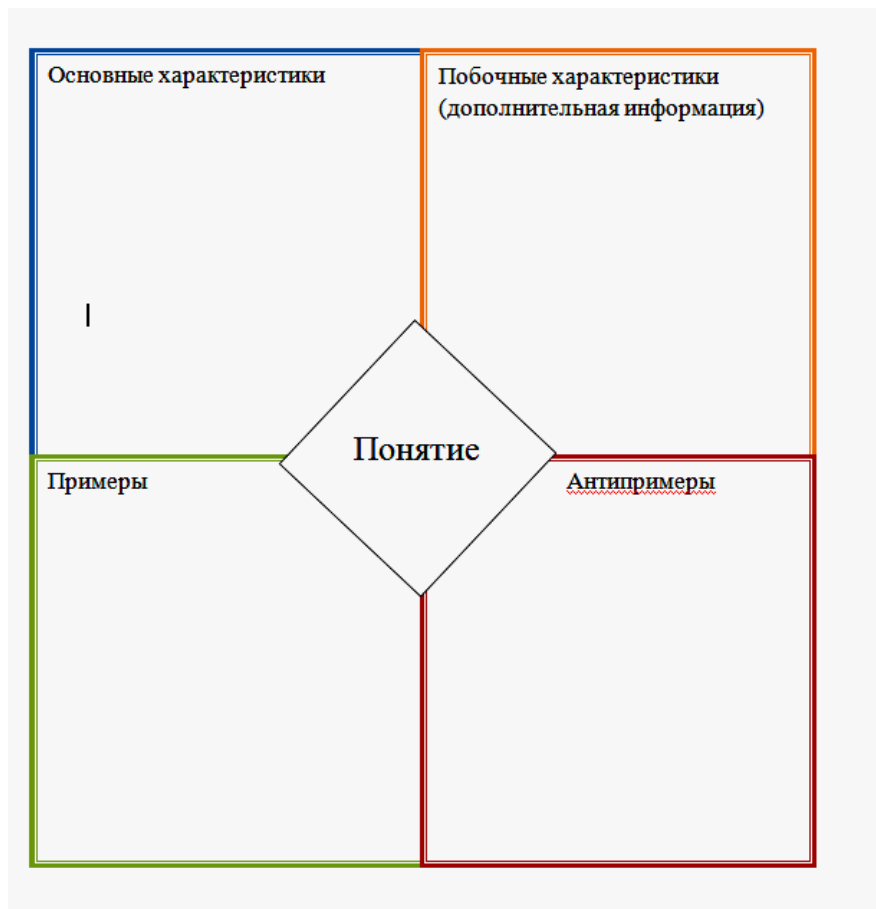 Основные характеристики
Побочные характеристики
(дополнительная информация)
Понятие
Примеры
Антипримеры